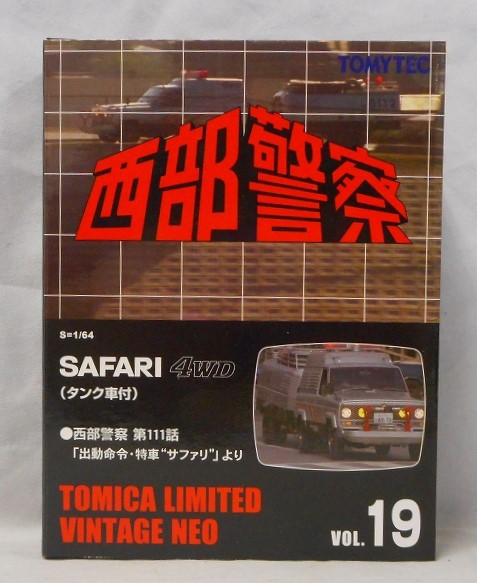 TOMYTEC
西部警察
S=1/64
SAFARI 4WD
(タンク車付)
●西部警察 第111話
「出動命令・特車“サファリ”」より
TOMICA LIMITED
VINTAGE NEO
VOL. 19